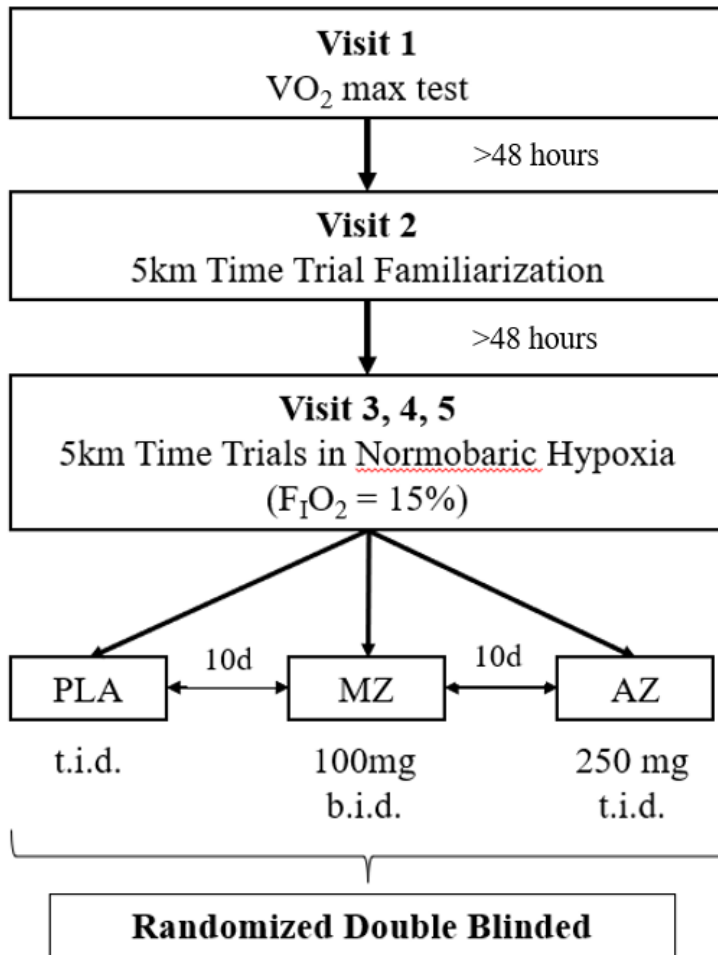 Visit 1
VO₂ max test
>48 hours
Visit 2
5km Time Trial Familiarization
>48 hours
Visit 3, 4, 5
5km Time Trials in Normobaric Hypoxia
(FᵢO₂ = 15%)
10d 10d
PLA MZ AZ
t.i.d. 100mg 250 mg
b.i.d. t.i.d.
Randomized Double Blinded